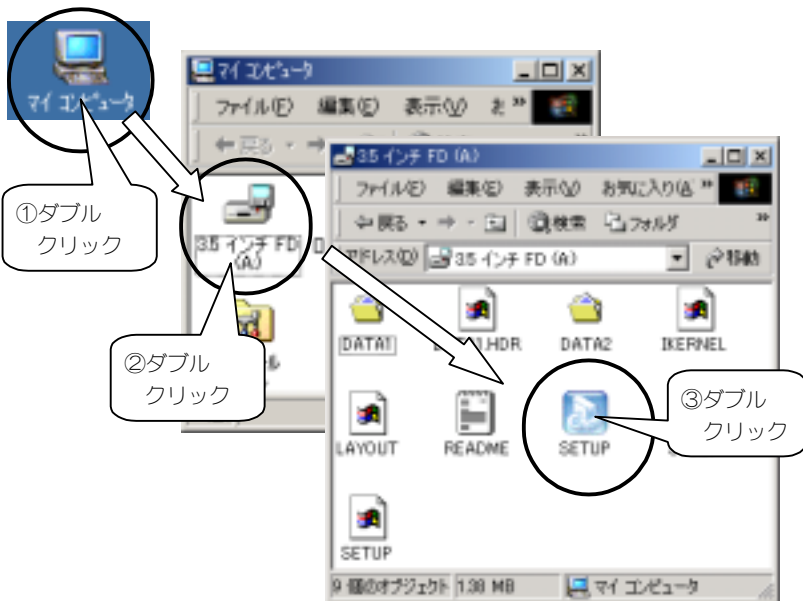 マイ コンピュータ
①ダブル
クリック
マイ コンピュータ
ファイル(F) 編集(E) 表示(V) お »
戻る
3.5 インチ FD
(A)
②ダブル
クリック
3.5 インチ FD (A)
ファイル(F) 編集(E) 表示(V) お気に入り(A) »
戻る 検索 フォルダ »
アドレス(D) 3.5 インチ FD (A) 移動
DATA1 .HDR DATA2 IKERNEL
LAYOUT README SETUP
③ダブル
クリック
SETUP
9 個のオブジェクト 1.38 MB マイ コンピュータ